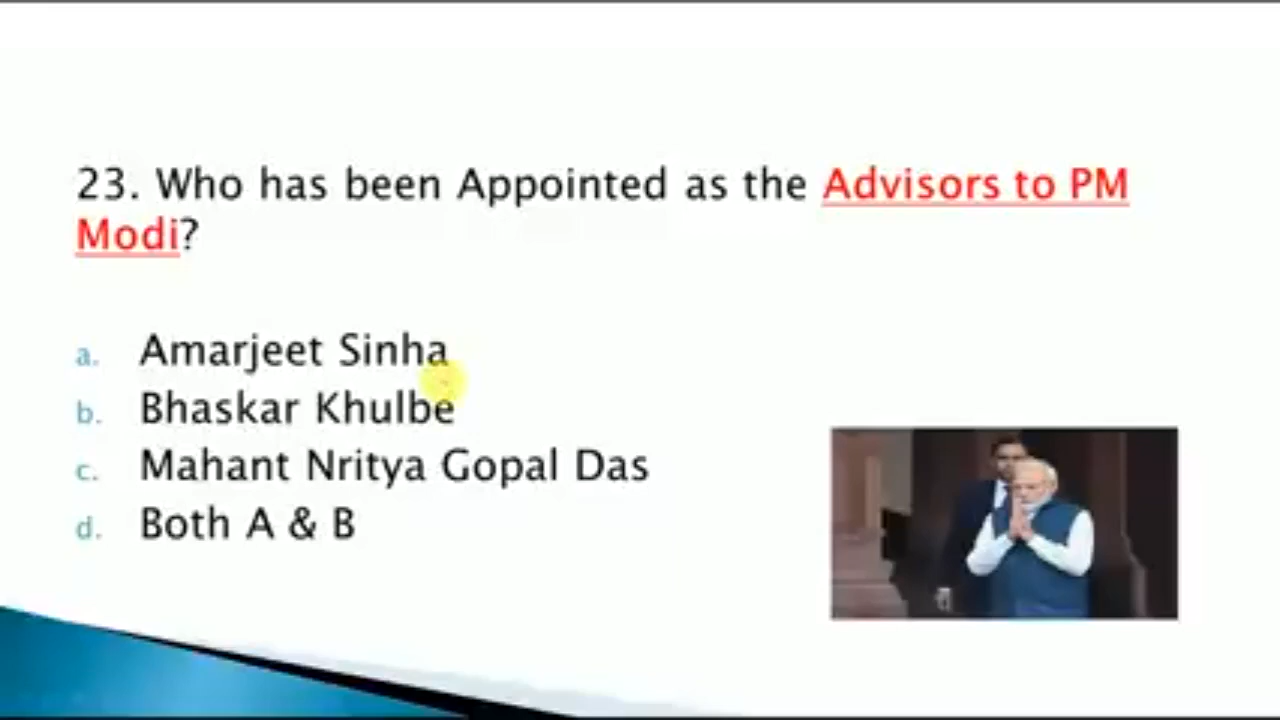 23. Who has been Appointed as the Advisors to PM
Modi?
a. Amarjeet Sinha
b. Bhaskar Khulbe
c. Mahant Nritya Gopal Das
d. Both A & B